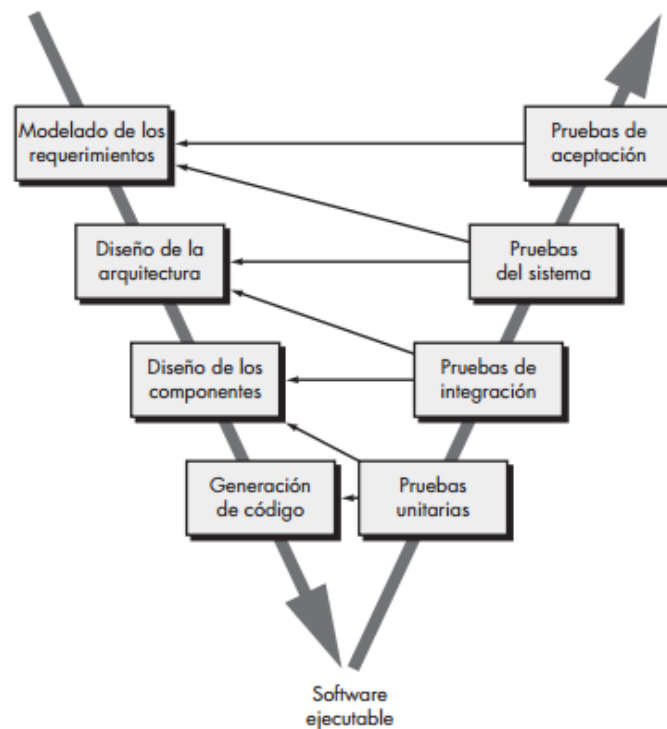 Modelado de los
requerimientos
Pruebas de
aceptación
Diseño de la
arquitectura
Pruebas
del sistema
Diseño de los
componentes
Pruebas de
integración
Generación
de código
Pruebas
unitarias
Software
ejecutable